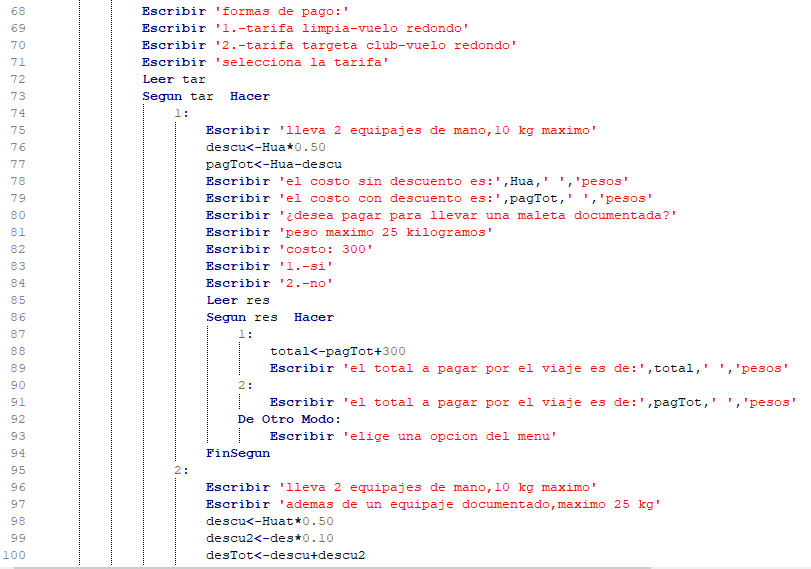 68 Escribir 'formas de pago:'
69 Escribir '1.-tarifa limpia-vuelo redondo'
70 Escribir '2.-tarifa targeta club-vuelo redondo'
71 Escribir 'selecciona la tarifa'
72 Leer tar
73 Segun tar Hacer
74 1:
75 Escribir 'lleva 2 equipajes de mano,10 kg maximo'
76 descu<-Hua*0.50
77 pagTot<-Hua-descu
78 Escribir 'el costo sin descuento es:',Hua,' ','pesos'
79 Escribir 'el costo con descuento es:',pagTot,' ','pesos'
80 Escribir '¿desea pagar para llevar una maleta documentada?'
81 Escribir 'peso maximo 25 kilogramos'
82 Escribir 'costo: 300'
83 Escribir '1.-si'
84 Escribir '2.-no'
85 Leer res
86 Segun res Hacer
87 1:
88 total<-pagTot+300
89 Escribir 'el total a pagar por el viaje es de:',total,' ','pesos'
90 2:
91 Escribir 'el total a pagar por el viaje es de:',pagTot,' ','pesos'
92 De Otro Modo:
93 Escribir 'elige una opcion del menu'
94 FinSegun
95 2:
96 Escribir 'lleva 2 equipajes de mano,10 kg maximo'
97 Escribir 'ademas de un equipaje documentado,maximo 25 kg'
98 descu<-Huat*0.50
99 descu2<-des*0.10
100 desTot<-descu+descu2